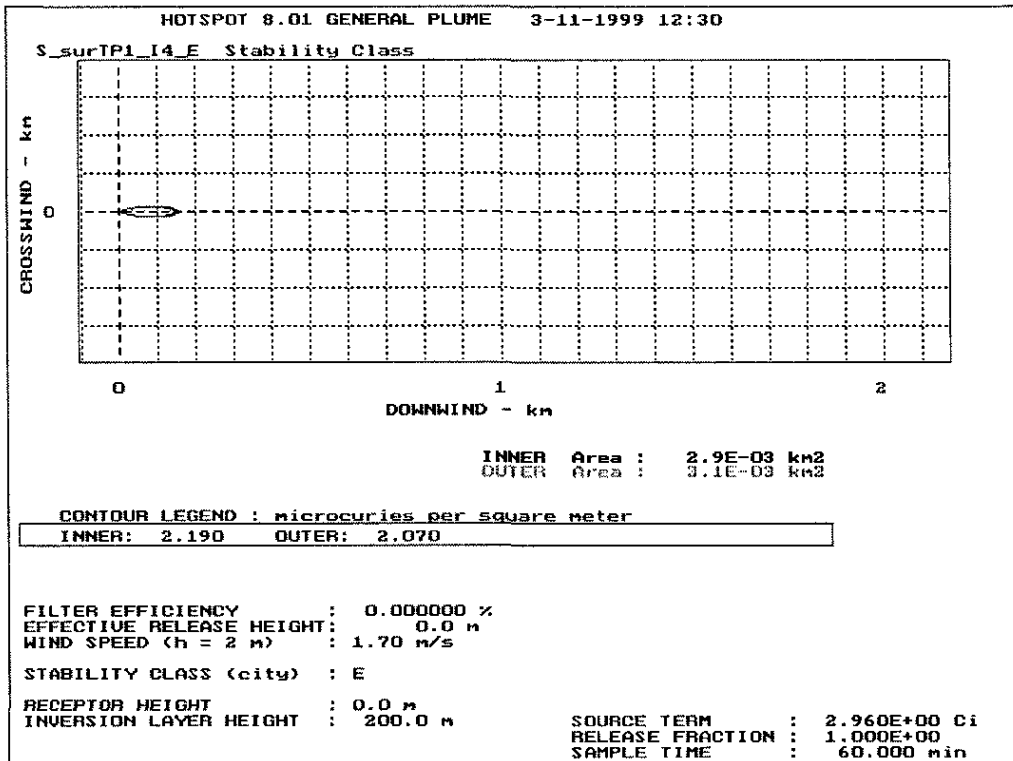 HOTSPOT 8.01 GENERAL PLUME 3-11-1999 12:30
S_surTP1_I4_E Stability Class
CROSSWIND - km
0
0 1 2
DOWNWIND - km
INNER Area : 2.9E-03 km2
OUTER Area : 3.1E-03 km2
CONTOUR LEGEND : microcuries per square meter
INNER: 2.190 OUTER: 2.070
FILTER EFFICIENCY : 0.000000 %
EFFECTIVE RELEASE HEIGHT: 0.0 m
WIND SPEED (h = 2 m) : 1.70 m/s
STABILITY CLASS (city) : E
RECEPTOR HEIGHT : 0.0 m
INVERSION LAYER HEIGHT : 200.0 m
SOURCE TERM : 2.960E+00 Ci
RELEASE FRACTION : 1.000E+00
SAMPLE TIME : 60.000 min